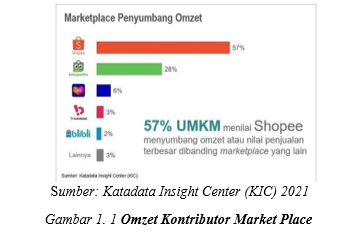 Marketplace Penyumbang Omzet
Shopee
57%
tokopedia
28%
6%
Bukalapak
3%
blibli
2%
Lainnya
3%
57% UMKM menilai Shopee
menyumbang omzet atau nilai penjualan
terbesar dibanding marketplace yang lain
Sumber: Katadata Insight Center (KIC)
Sumber: Katadata Insight Center (KIC) 2021
Gambar 1. 1 Omzet Kontributor Market Place